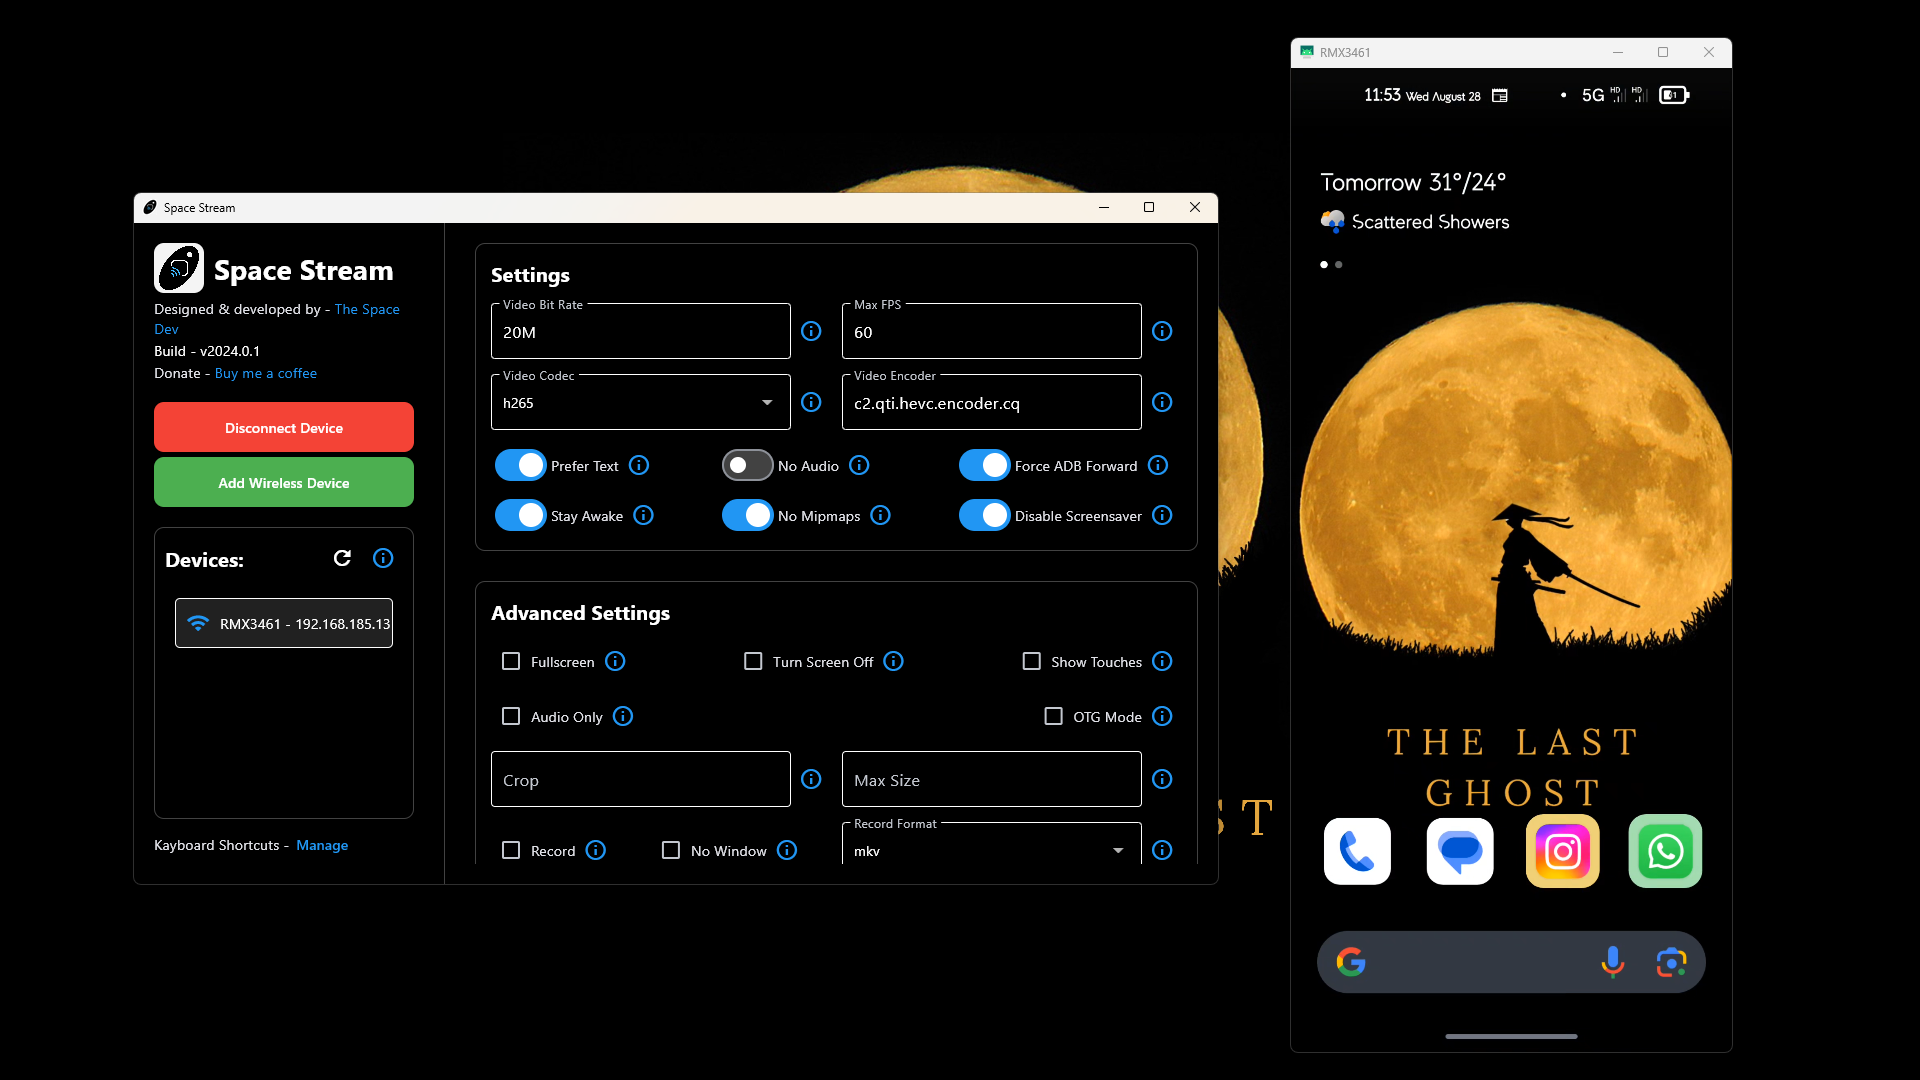 Space Stream
Space Stream
Designed & developed by - The Space
Dev
Build - v2024.0.1
Donate - Buy me a coffee
Disconnect Device
Add Wireless Device
Devices:
RMX3461 - 192.168.185.13
Kayboard Shortcuts - Manage
Settings
Video Bit Rate
20M
Max FPS
60
Video Codec
h265
Video Encoder
c2.qti.hevc.encoder.cq
Prefer Text
No Audio
Force ADB Forward
Stay Awake
No Mipmaps
Disable Screensaver
Advanced Settings
Fullscreen
Turn Screen Off
Show Touches
Audio Only
OTG Mode
Crop
Max Size
Record
No Window
Record Format
mkv
ST
RMX3461
11:53 Wed August 28
5G HD HD
Tomorrow 31°/24°
Scattered Showers
THE LAST
GHOST